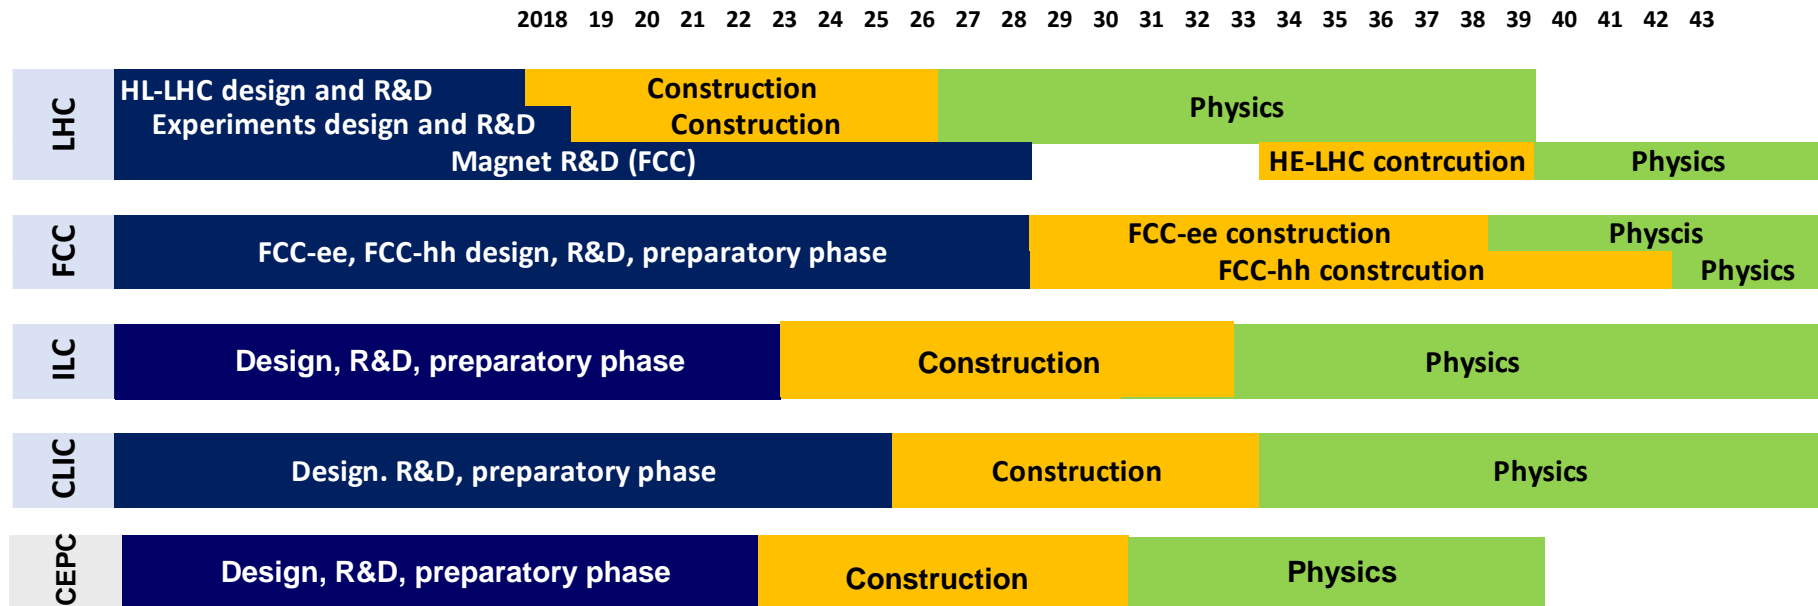 2018 19 20 21 22 23 24 25 26 27 28 29 30 31 32 33 34 35 36 37 38 39 40 41 42 43
LHC
HL-LHC design and R&D Construction
Physics
Experiments design and R&D Construction
Magnet R&D (FCC) HE-LHC contrcution Physics
FCC
FCC-ee, FCC-hh design, R&D, preparatory phase
FCC-ee construction Physcis
FCC-hh constrcution Physics
ILC
Design, R&D, preparatory phase Construction Physics
CLIC
Design. R&D, preparatory phase Construction Physics
CEPC
Design, R&D, preparatory phase Construction Physics